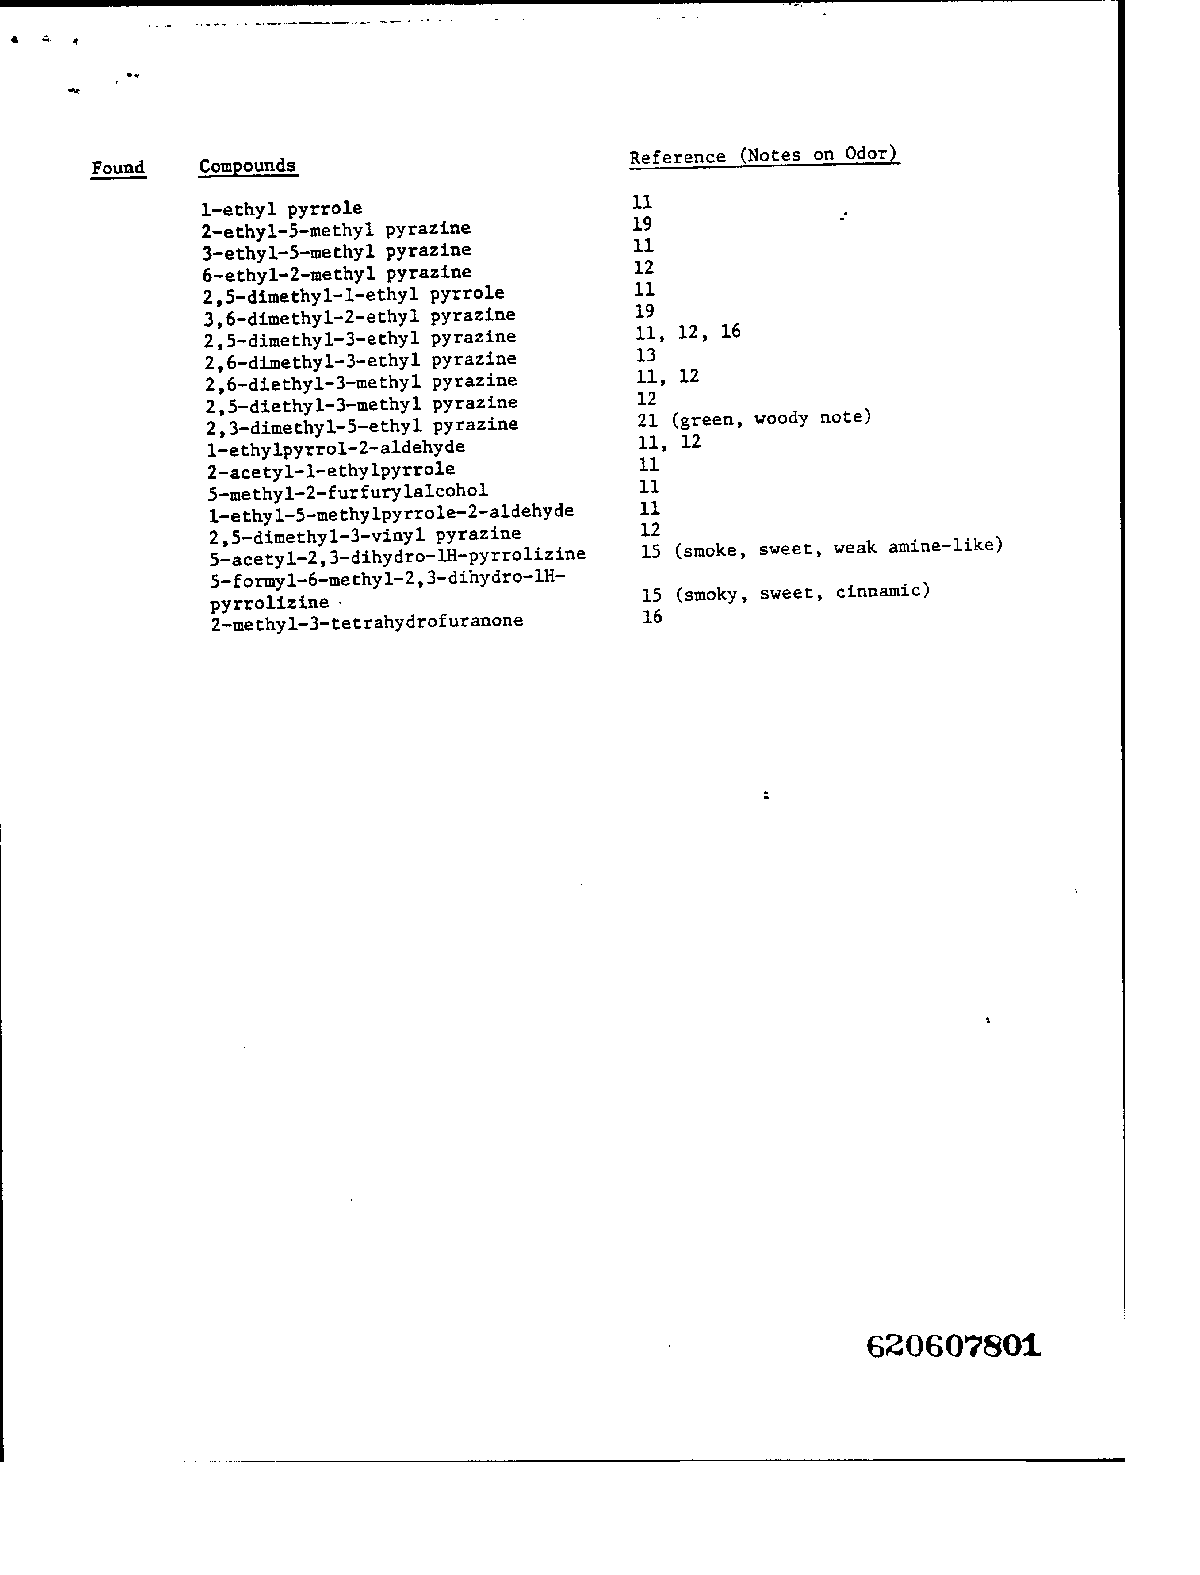 Found Compounds Reference (Notes on Odor)
1-ethyl pyrrole 11
2-ethyl-5-methyl pyrazine 19
3-ethyl-5-methyl pyrazine 11
6-ethyl-2-methyl pyrazine 12
2,5-dimethyl-1-ethyl pyrrole 11
3,6-dimethyl-2-ethyl pyrazine 19
2,5-dimethyl-3-ethyl pyrazine 11, 12, 16
2,6-dimethyl-3-ethyl pyrazine 13
2,6-diethyl-3-methyl pyrazine 11, 12
2,5-diethyl-3-methyl pyrazine 12
2,3-dimethyl-5-ethyl pyrazine 21 (green, woody note)
1-ethylpyrrol-2-aldehyde 11, 12
2-acetyl-1-ethylpyrrole 11
5-methyl-2-furfurylalcohol 11
1-ethyl-5-methylpyrrole-2-aldehyde 11
2,5-dimethyl-3-vinyl pyrazine 12
5-acetyl-2,3-dihydro-1H-pyrrolizine 15 (smoke, sweet, weak amine-like)
5-formyl-6-methyl-2,3-dihydro-1H-
pyrrolizine 15 (smoky, sweet, cinnamic)
2-methyl-3-tetrahydrofuranone 16
620607801